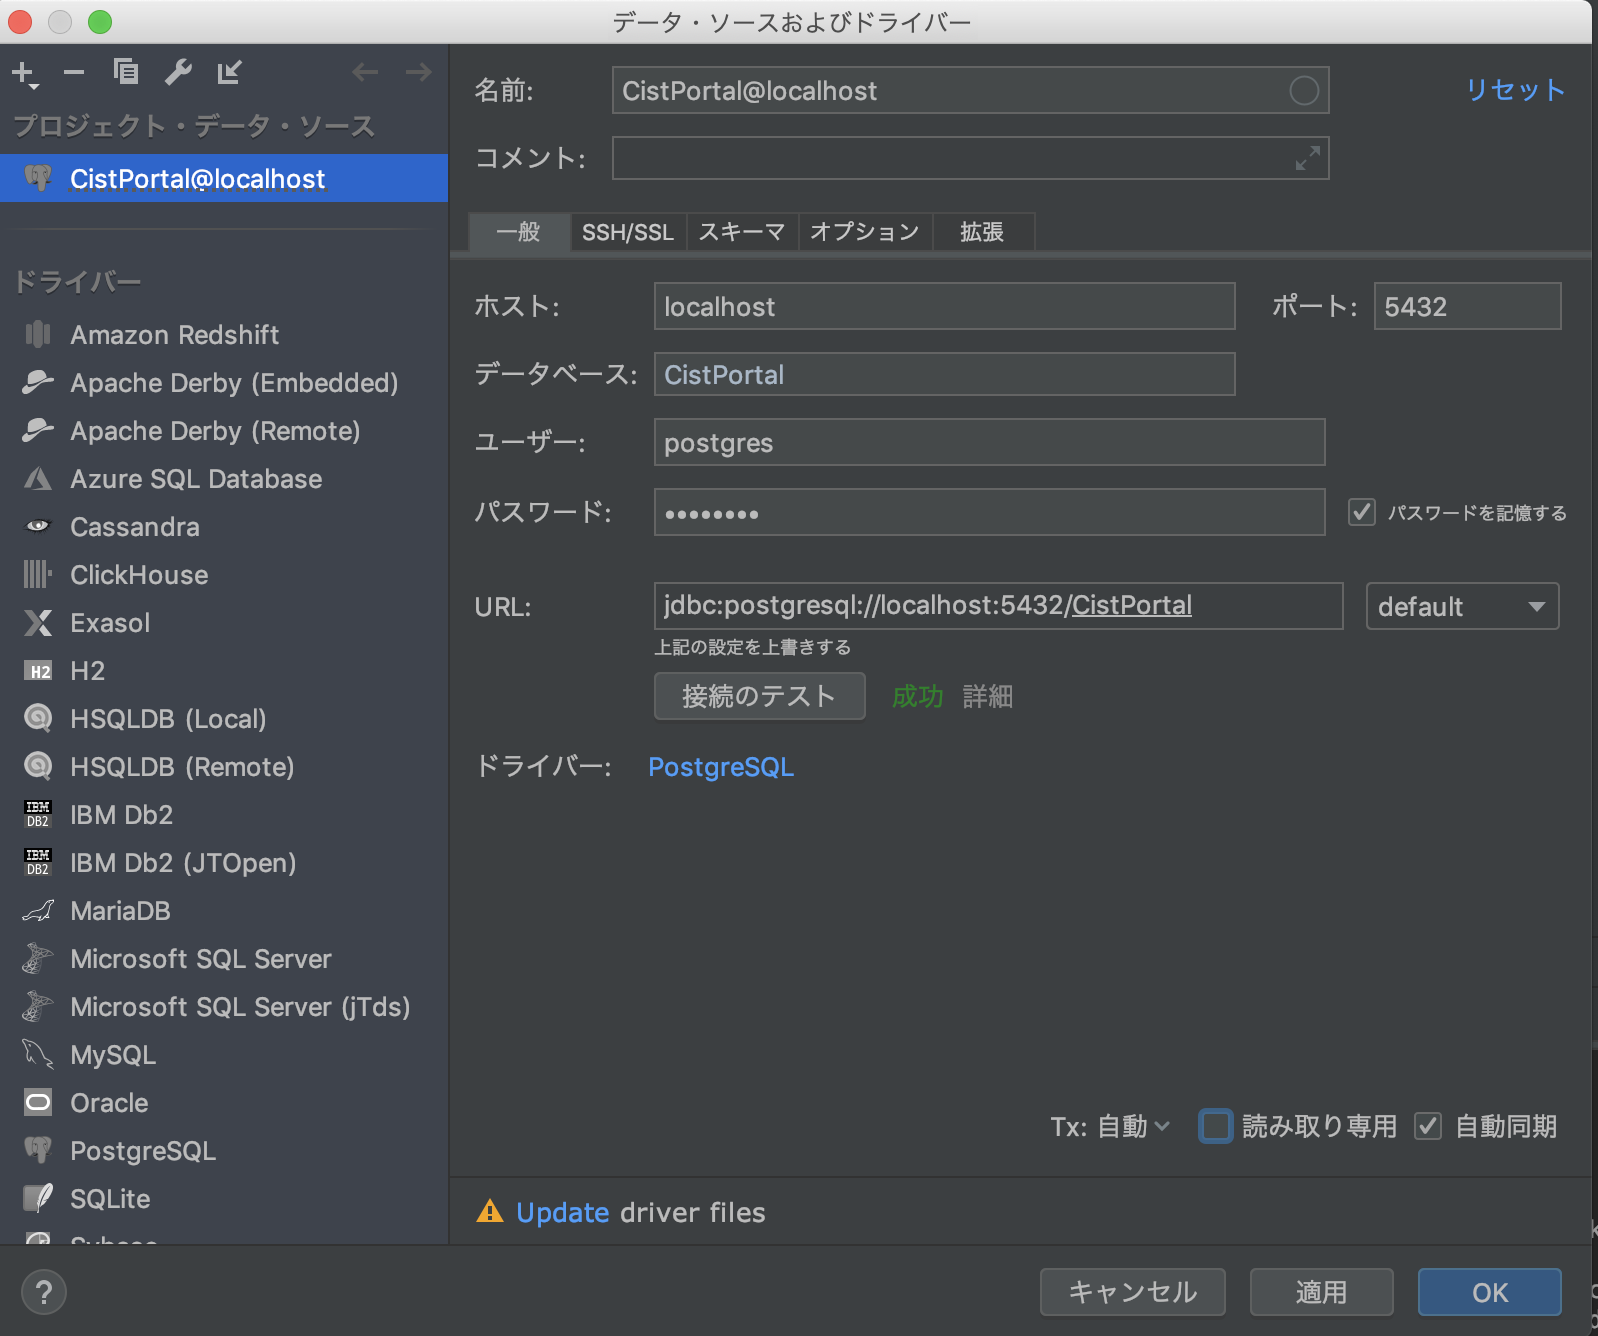 データ・ソースおよびドライバー
プロジェクト・データ・ソース
CistPortal@localhost
ドライバー
Amazon Redshift
Apache Derby (Embedded)
Apache Derby (Remote)
Azure SQL Database
Cassandra
ClickHouse
Exasol
H2 H2
HSQLDB (Local)
HSQLDB (Remote)
IBM DB2 IBM Db2
IBM DB2 IBM Db2 (JTOpen)
MariaDB
Microsoft SQL Server
Microsoft SQL Server (jTds)
MySQL
Oracle
PostgreSQL
SQLite
名前: CistPortal@localhost リセット
コメント:
一般 SSH/SSL スキーマ オプション 拡張
ホスト: localhost ポート: 5432
データベース: CistPortal
ユーザー: postgres
パスワード: •••••••• パスワードを記憶する
URL: jdbc:postgresql://localhost:5432/CistPortal default
上記の設定を上書きする
接続のテスト 成功 詳細
ドライバー: PostgreSQL
Tx: 自動 読み取り専用 自動同期
Update driver files
? キャンセル 適用 OK